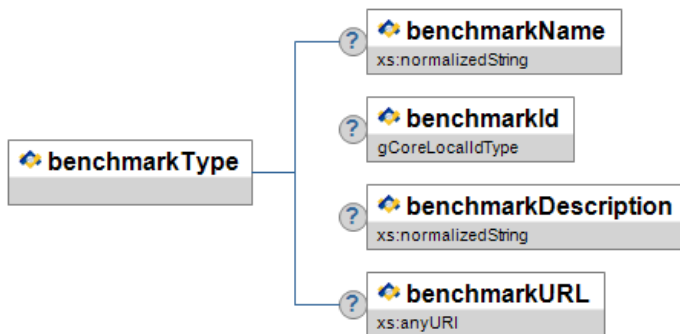 ? benchmarkName
xs:normalizedString
? benchmarkId
gCoreLocalIdType
benchmarkType
? benchmarkDescription
xs:normalizedString
? benchmarkURL
xs:anyURI